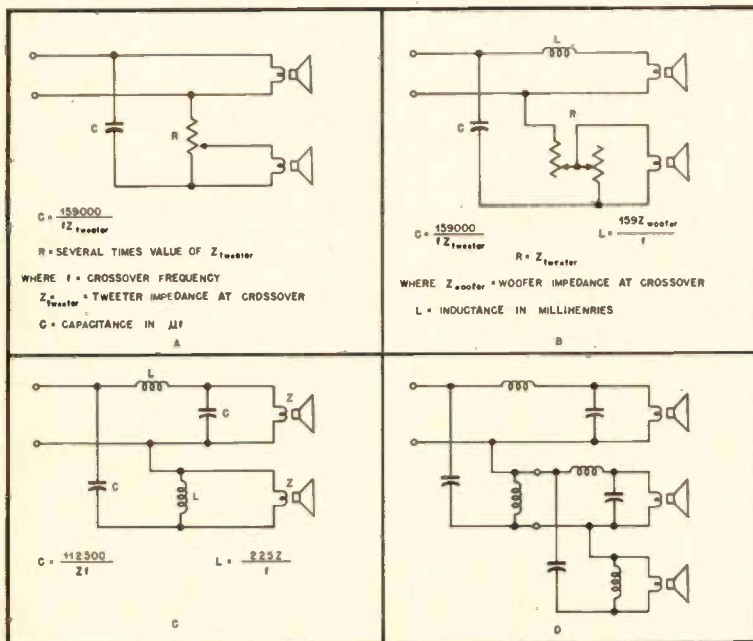 C
R
C = 159000 / fZtweeter
R = SEVERAL TIMES VALUE OF Ztweeter
WHERE f = CROSSOVER FREQUENCY
Ztweeter = TWEETER IMPEDANCE AT CROSSOVER
C = CAPACITANCE IN µf
A
L
R
C
C = 159000 / fZtweeter
L = 159Zwoofer / f
R = Ztweeter
WHERE Zwoofer = WOOFER IMPEDANCE AT CROSSOVER
L = INDUCTANCE IN MILLIHENRIES
B
L
Z
C
Z
C
L
C = 112500 / Zf
L = 225Z / f
C
D